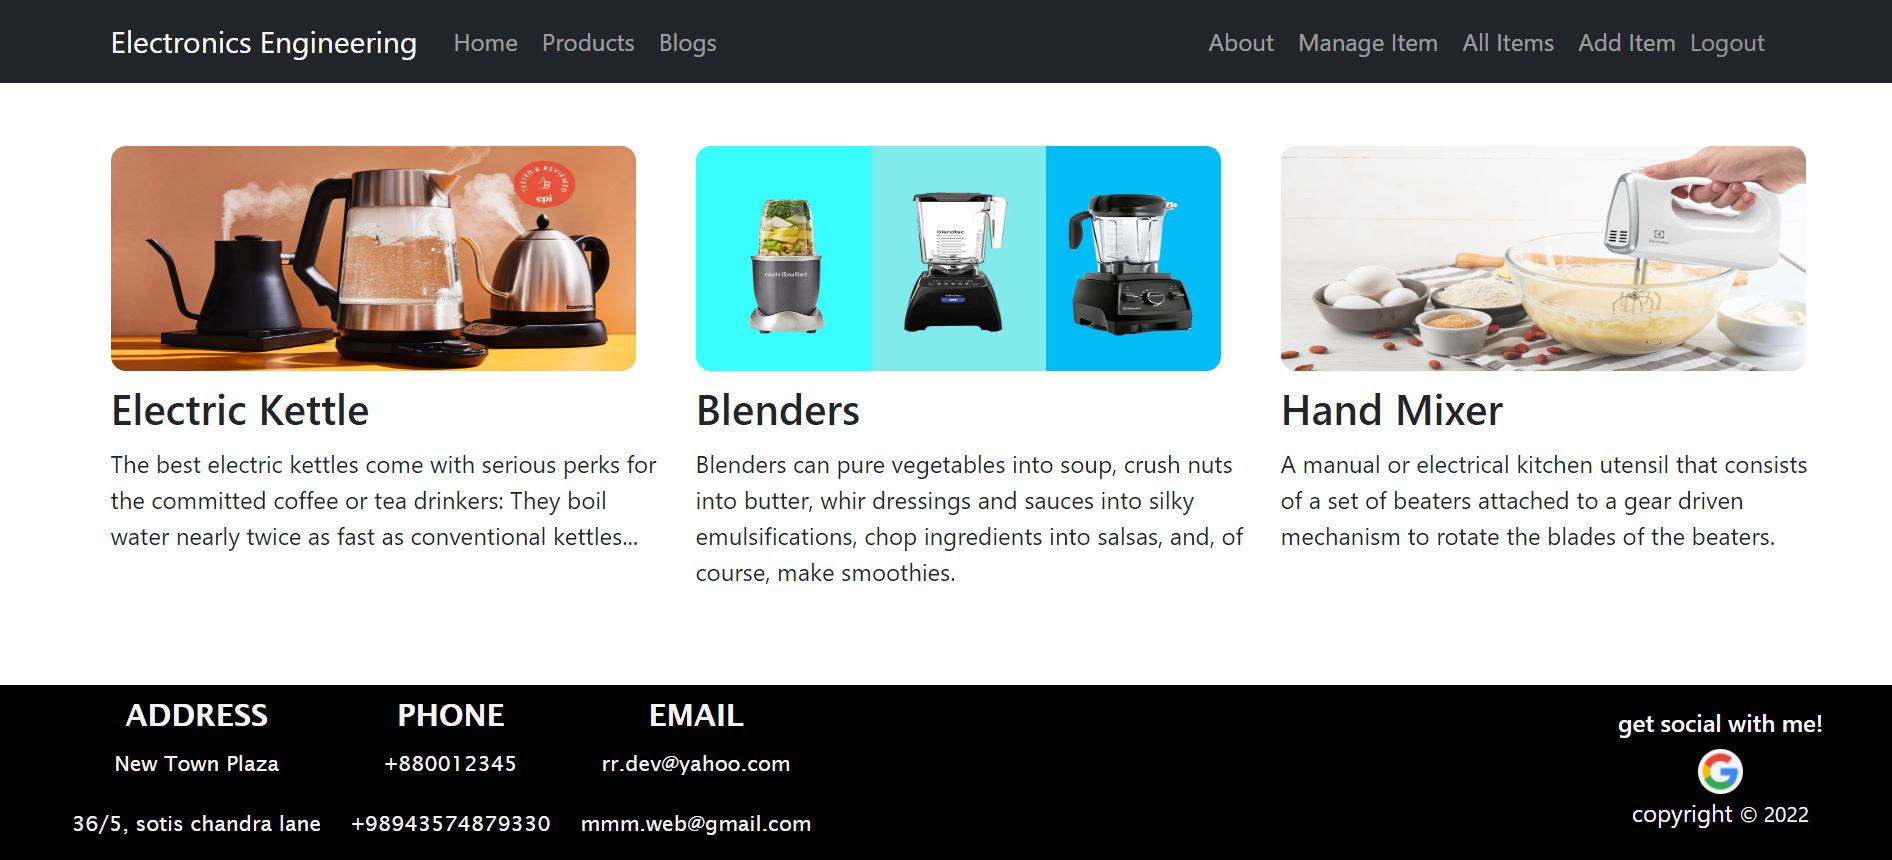 Electronics Engineering Home Products Blogs About Manage Item All Items Add Item Logout
TESTED & REVIEWED
epi
nutribullet
blendtec
Electric Kettle
The best electric kettles come with serious perks for
the committed coffee or tea drinkers: They boil
water nearly twice as fast as conventional kettles...
Blenders
Blenders can pure vegetables into soup, crush nuts
into butter, whir dressings and sauces into silky
emulsifications, chop ingredients into salsas, and, of
course, make smoothies.
Hand Mixer
A manual or electrical kitchen utensil that consists
of a set of beaters attached to a gear driven
mechanism to rotate the blades of the beaters.
ADDRESS PHONE EMAIL
New Town Plaza +880012345 rr.dev@yahoo.com
36/5, sotis chandra lane +98943574879330 mmm.web@gmail.com
get social with me!
copyright © 2022